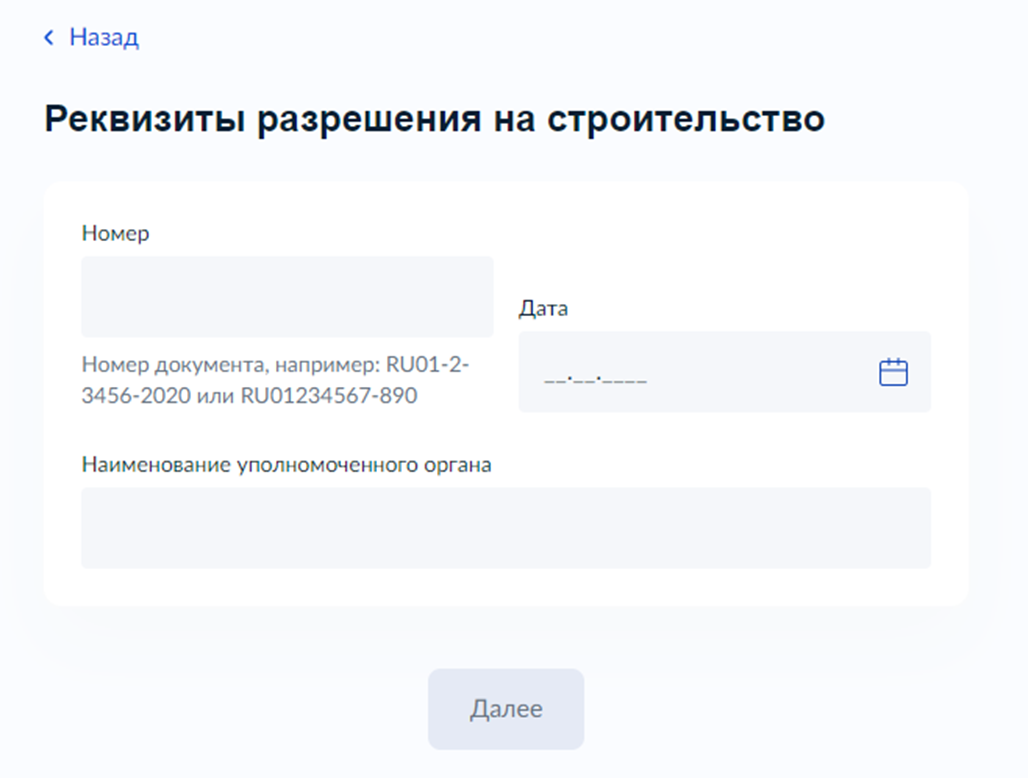 Назад
Реквизиты разрешения на строительство
Номер
Дата
__.__.____
Номер документа, например: RU01-2-
3456-2020 или RU01234567-890
Наименование уполномоченного органа
Далее